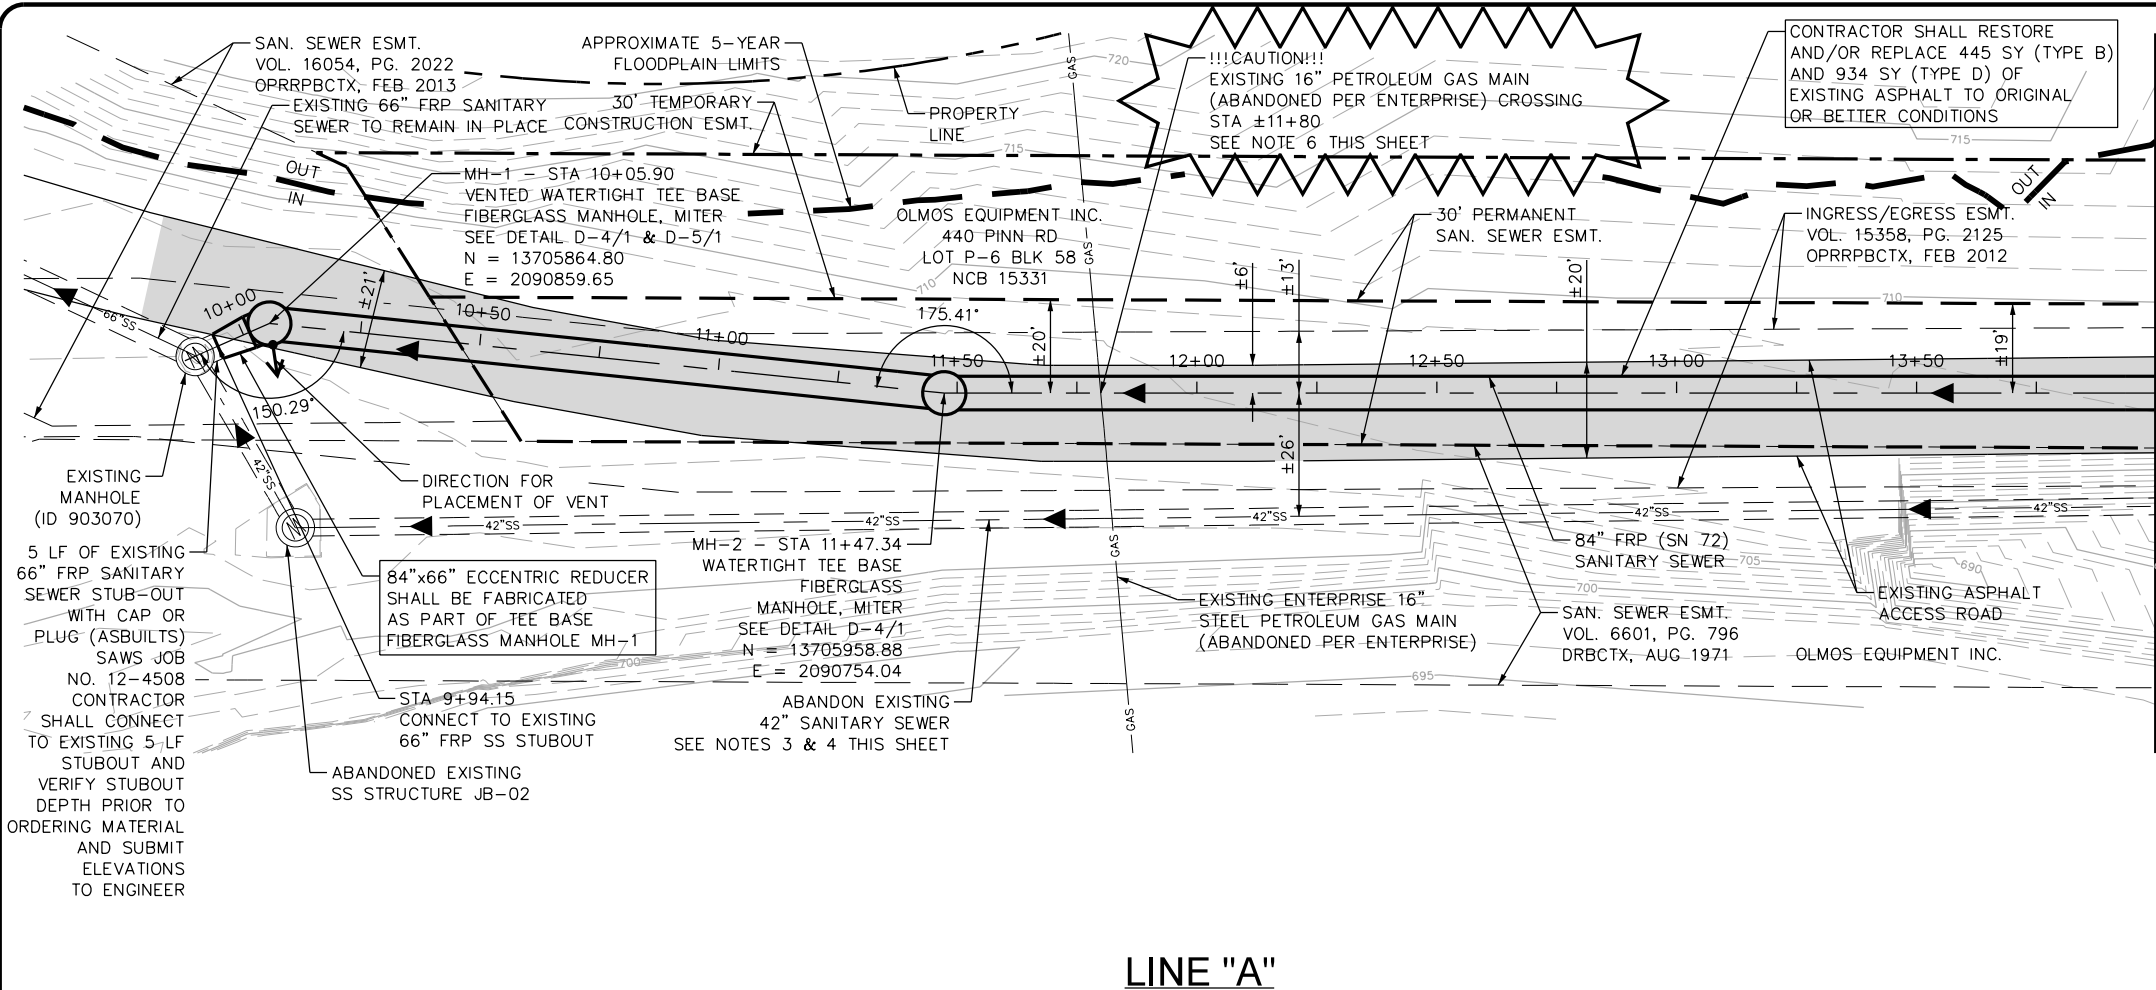 SAN. SEWER ESMT.
VOL. 16054, PG. 2022
OPRRPBCTX, FEB 2013
EXISTING 66" FRP SANITARY
SEWER TO REMAIN IN PLACE
APPROXIMATE 5-YEAR
FLOODPLAIN LIMITS
30' TEMPORARY
CONSTRUCTION ESMT.
PROPERTY
LINE
GAS
720
!!!CAUTION!!!
EXISTING 16" PETROLEUM GAS MAIN
(ABANDONED PER ENTERPRISE) CROSSING
STA ±11+80
SEE NOTE 6 THIS SHEET
CONTRACTOR SHALL RESTORE
AND/OR REPLACE 445 SY (TYPE B)
AND 934 SY (TYPE D) OF
EXISTING ASPHALT TO ORIGINAL
OR BETTER CONDITIONS
715
715
OUT
IN
OUT
IN
MH-1 - STA 10+05.90
VENTED WATERTIGHT TEE BASE
FIBERGLASS MANHOLE, MITER
SEE DETAIL D-4/1 & D-5/1
N = 13705864.80
E = 2090859.65
OLMOS EQUIPMENT INC.
440 PINN RD
LOT P-6 BLK 58
NCB 15331
GAS
30' PERMANENT
SAN. SEWER ESMT.
INGRESS/EGRESS ESMT.
VOL. 15358, PG. 2125
OPRRPBCTX, FEB 2012
710
710
±21'
±20'
±6'
±13'
±20'
±19'
±26'
66"SS
10+00
10+50
11+00
11+50
12+00
12+50
13+00
13+50
175.41°
150.29°
EXISTING
MANHOLE
(ID 903070)
42"SS
DIRECTION FOR
PLACEMENT OF VENT
42"SS
42"SS
42"SS
42"SS
42"SS
5 LF OF EXISTING
66" FRP SANITARY
SEWER STUB-OUT
WITH CAP OR
PLUG (ASBUILTS)
SAWS JOB
NO. 12-4508
CONTRACTOR
SHALL CONNECT
TO EXISTING 5 LF
STUBOUT AND
VERIFY STUBOUT
DEPTH PRIOR TO
ORDERING MATERIAL
AND SUBMIT
ELEVATIONS
TO ENGINEER
84"x66" ECCENTRIC REDUCER
SHALL BE FABRICATED
AS PART OF TEE BASE
FIBERGLASS MANHOLE MH-1
MH-2 - STA 11+47.34
WATERTIGHT TEE BASE
FIBERGLASS
MANHOLE, MITER
SEE DETAIL D-4/1
N = 13705958.88
E = 2090754.04
GAS
EXISTING ENTERPRISE 16"
STEEL PETROLEUM GAS MAIN
(ABANDONED PER ENTERPRISE)
84" FRP (SN 72)
SANITARY SEWER
705
700
690
SAN. SEWER ESMT.
VOL. 6601, PG. 796
DRBCTX, AUG 1971
EXISTING ASPHALT
ACCESS ROAD
OLMOS EQUIPMENT INC.
700
695
STA 9+94.15
CONNECT TO EXISTING
66" FRP SS STUBOUT
ABANDON EXISTING
42" SANITARY SEWER
SEE NOTES 3 & 4 THIS SHEET
GAS
ABANDONED EXISTING
SS STRUCTURE JB-02
LINE "A"